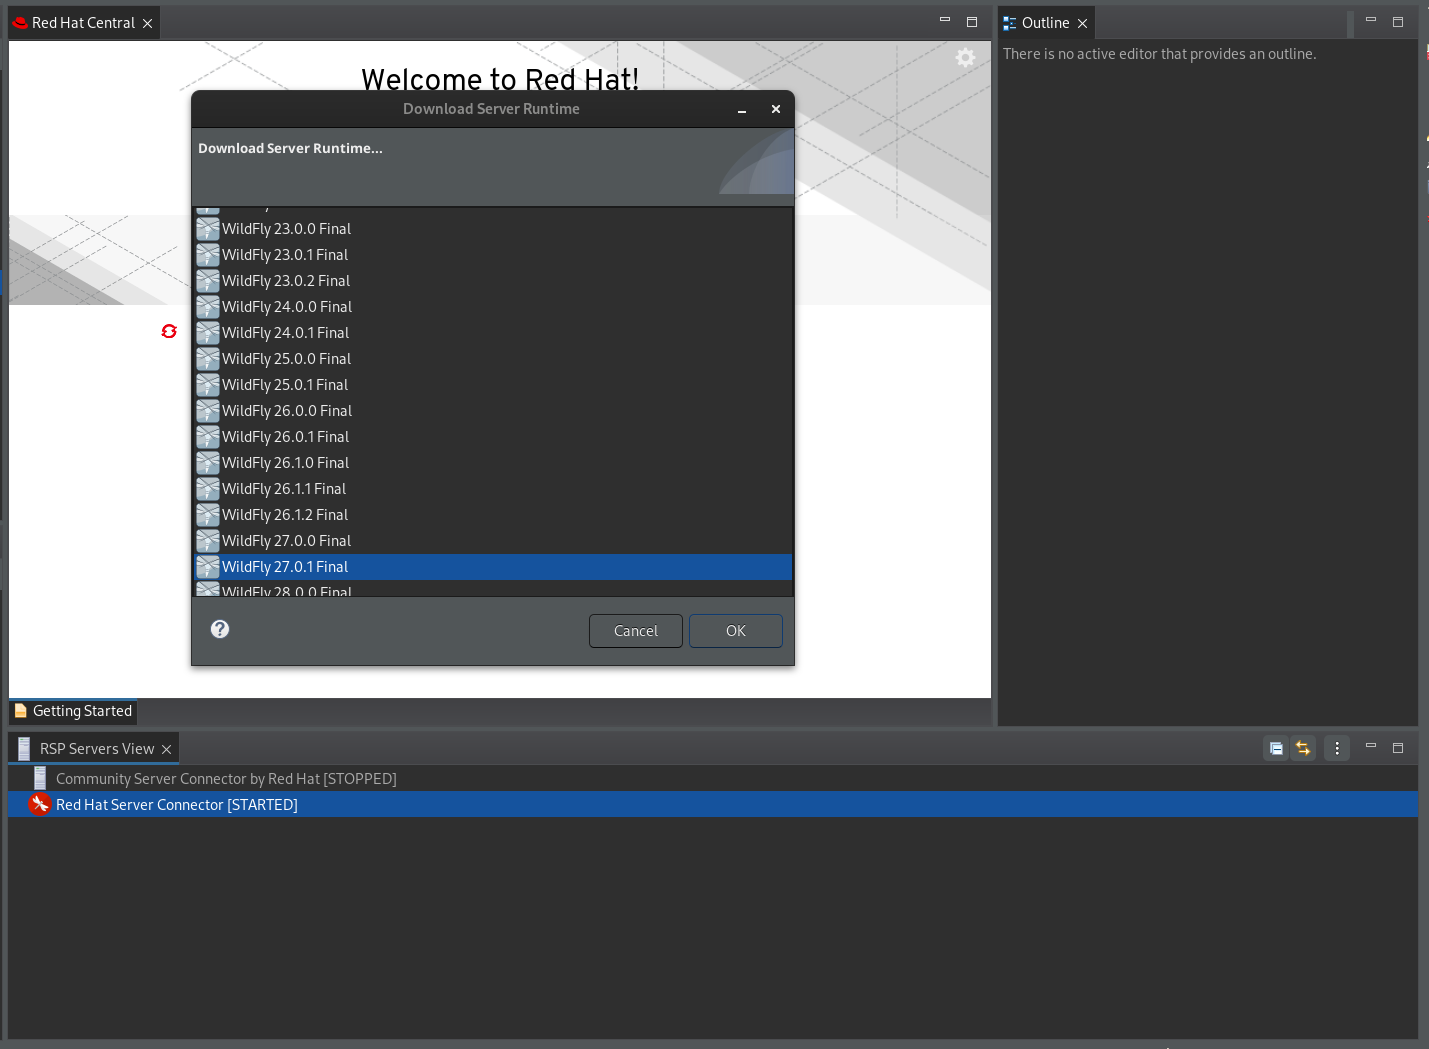 Red Hat Central
Outline
There is no active editor that provides an outline.
Welcome to Red Hat!
Download Server Runtime
Download Server Runtime...
WildFly 23.0.0 Final
WildFly 23.0.1 Final
WildFly 23.0.2 Final
WildFly 24.0.0 Final
WildFly 24.0.1 Final
WildFly 25.0.0 Final
WildFly 25.0.1 Final
WildFly 26.0.0 Final
WildFly 26.0.1 Final
WildFly 26.1.0 Final
WildFly 26.1.1 Final
WildFly 26.1.2 Final
WildFly 27.0.0 Final
WildFly 27.0.1 Final
WildFly 28.0.0 Final
Cancel
OK
Getting Started
RSP Servers View
Community Server Connector by Red Hat [STOPPED]
Red Hat Server Connector [STARTED]